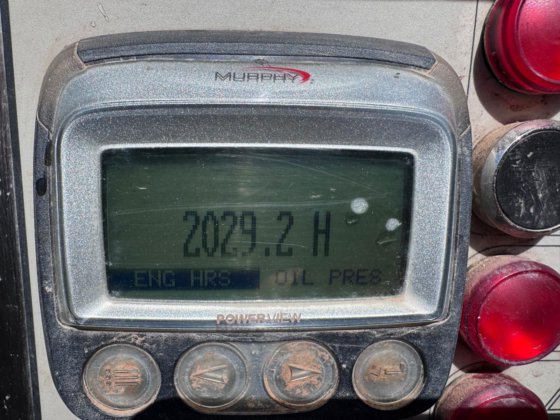 MURPHY
2029.2 H
ENG HRS OIL PRES
POWERVIEW